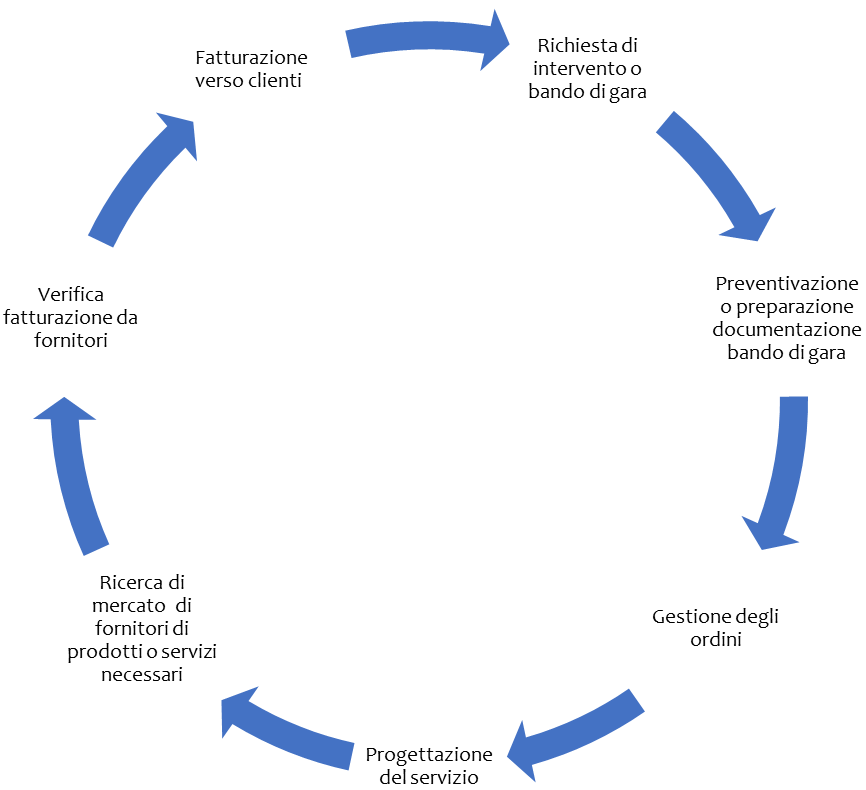 Fatturazione
verso clienti
Richiesta di
intervento o
bando di gara
Preventivazione
o preparazione
documentazione
bando di gara
Gestione degli
ordini
Progettazione
del servizio
Ricerca di
mercato di
fornitori di
prodotti o servizi
necessari
Verifica
fatturazione da
fornitori